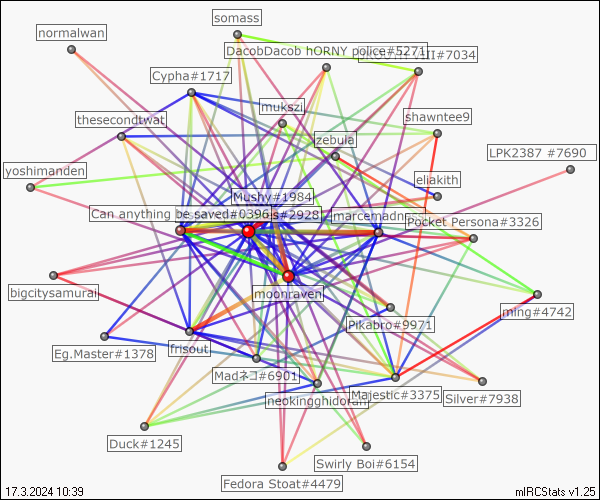 somass
normalwan
DacobDacob hORNY police#5271
II#7034
Cypha#1717
mukszi
thesecondtwat
shawntee9
zebula
LPK2387 #7690
yoshimanden
eliakith
Mushy#1984
Can anything be saved#0396
s#2928
marcemadn
Pocket Persona#3326
moonraven
bigcitysamurai
ming#4742
Pikabro#9971
Eg.Master#1378
frisout
Madネコ#6901
neokingghidorah
Majestic#3375
Silver#7938
Duck#1245
Swirly Boi#6154
Fedora Stoat#4479
17.3.2024 10:39
mIRCStats v1.25